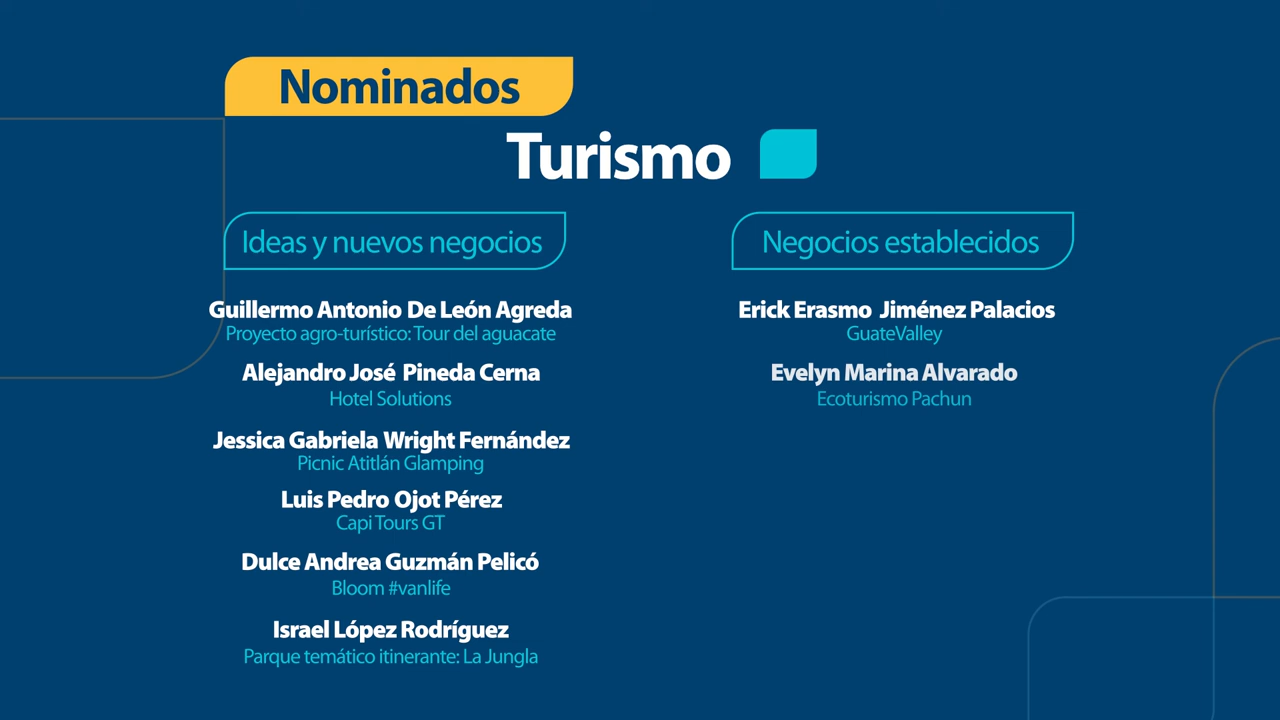 Nominados
Turismo
Ideas y nuevos negocios
Guillermo Antonio De León Agreda
Proyecto agro-turístico: Tour del aguacate
Alejandro José Pineda Cerna
Hotel Solutions
Jessica Gabriela Wright Fernández
Picnic Atitlán Glamping
Luis Pedro Ojot Pérez
Capi Tours GT
Dulce Andrea Guzmán Pelicó
Bloom #vanlife
Israel López Rodríguez
Parque temático itinerante: La Jungla
Negocios establecidos
Erick Erasmo Jiménez Palacios
GuateValley
Evelyn Marina Alvarado
Ecoturismo Pachun